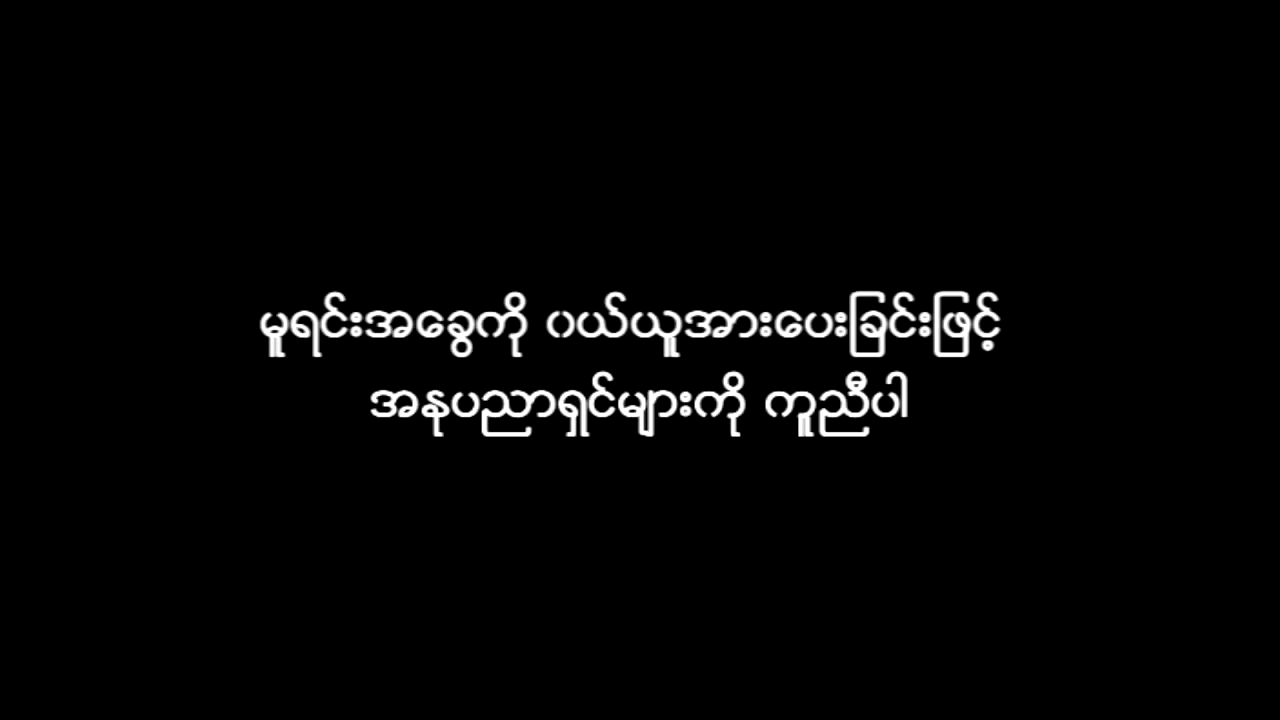 မူရင်းအခွေကို ဝယ်ယူအားပေးခြင်းဖြင့်
အနုပညာရှင်များကို ကူညီပါ